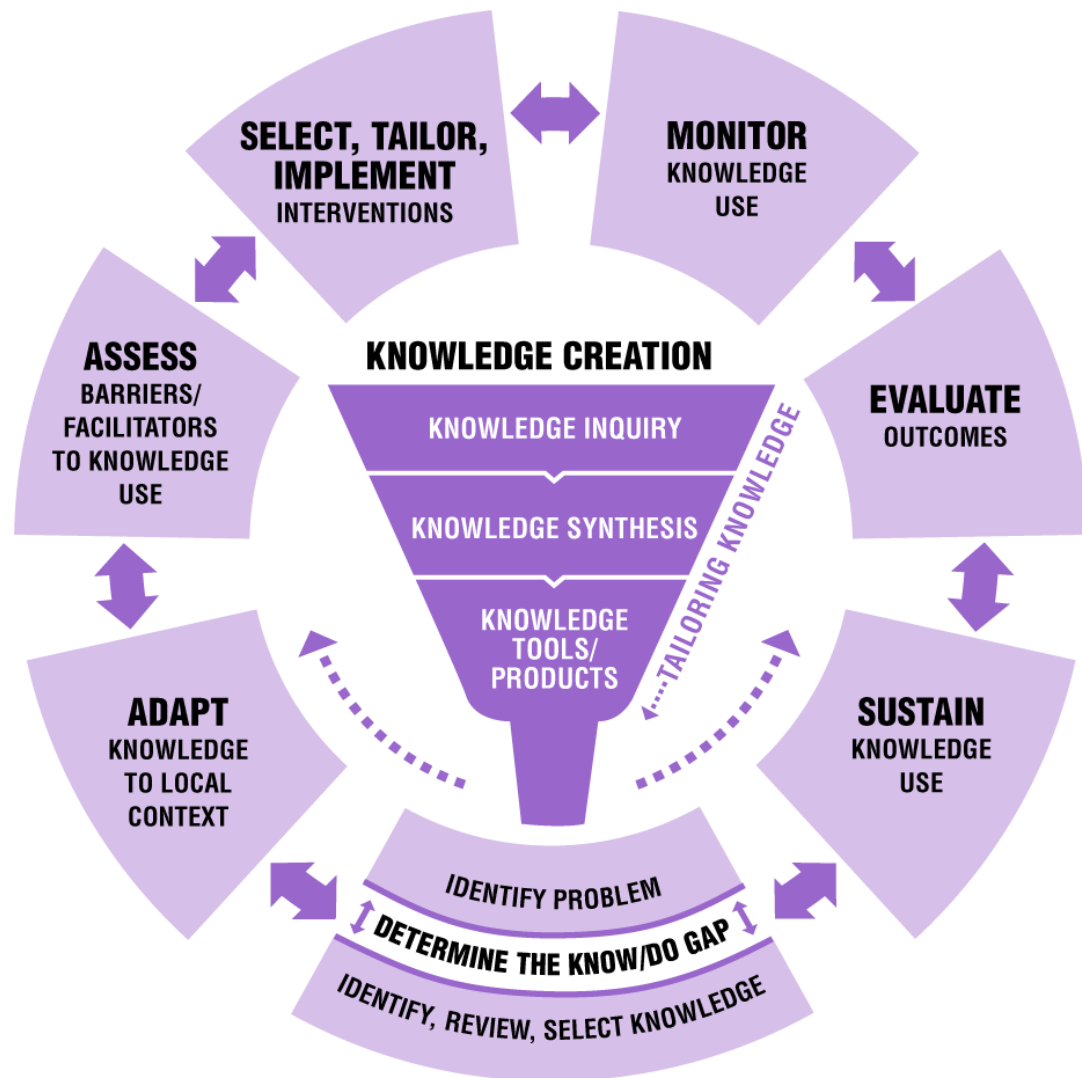 SELECT, TAILOR,
IMPLEMENT
INTERVENTIONS
MONITOR
KNOWLEDGE
USE
ASSESS
BARRIERS/
FACILITATORS
TO KNOWLEDGE
USE
KNOWLEDGE CREATION
KNOWLEDGE INQUIRY
KNOWLEDGE SYNTHESIS
KNOWLEDGE
TOOLS/
PRODUCTS
TAILORING KNOWLEDGE
EVALUATE
OUTCOMES
ADAPT
KNOWLEDGE
TO LOCAL
CONTEXT
SUSTAIN
KNOWLEDGE
USE
IDENTIFY PROBLEM
DETERMINE THE KNOW/DO GAP
IDENTIFY, REVIEW, SELECT KNOWLEDGE